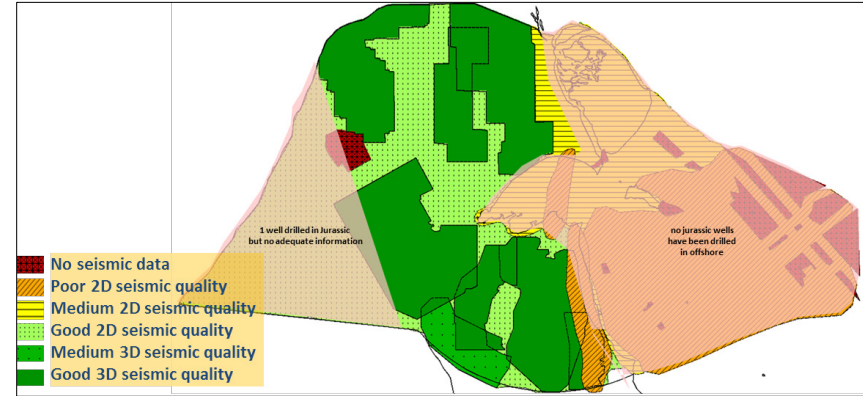 1 well drilled in Jurassic
but no adequate information
no jurassic wells
have been drilled
in offshore
No seismic data
Poor 2D seismic quality
Medium 2D seismic quality
Good 2D seismic quality
Medium 3D seismic quality
Good 3D seismic quality